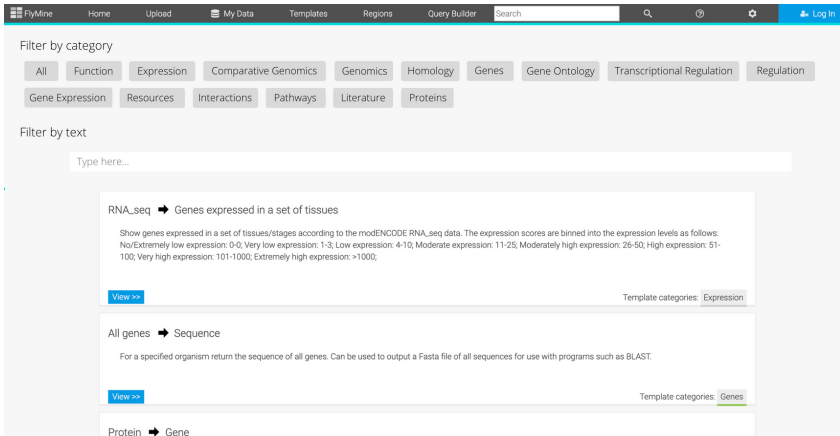 FlyMine Home Upload My Data Templates Regions Query Builder Search Log In
Filter by category
All Function Expression Comparative Genomics Genomics Homology Genes Gene Ontology Transcriptional Regulation Regulation
Gene Expression Resources Interactions Pathways Literature Proteins
Filter by text
Type here...
RNA_seq ➡ Genes expressed in a set of tissues
Show genes expressed in a set of tissues/stages according to the modENCODE RNA_seq data. The expression scores are binned into the expression levels as follows:
No/Extremely low expression: 0-0; Very low expression: 1-3; Low expression: 4-10; Moderate expression: 11-25; Moderately high expression: 26-50; High expression: 51-
100; Very high expression: 101-1000; Extremely high expression: >1000;
View >> Template categories: Expression
All genes ➡ Sequence
For a specified organism return the sequence of all genes. Can be used to output a Fasta file of all sequences for use with programs such as BLAST.
View >> Template categories: Genes
Protein ➡ Gene